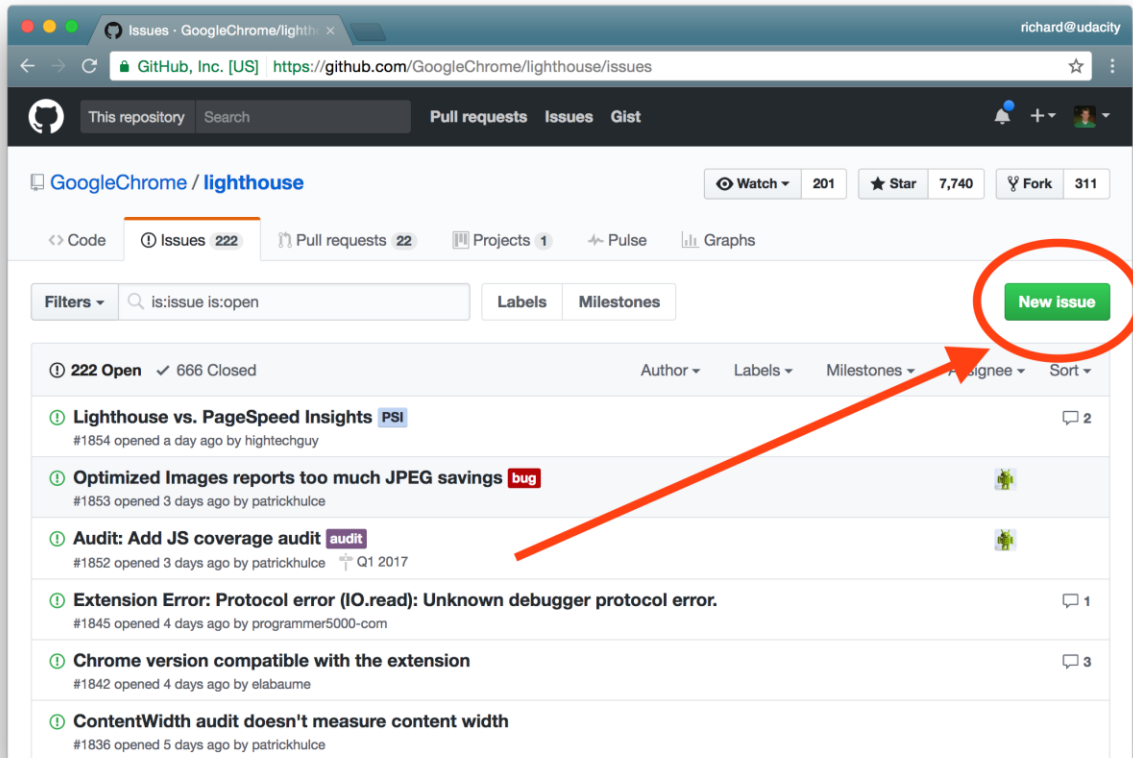 Issues · GoogleChrome/lighth
richard@udacity
GitHub, Inc. [US] https://github.com/GoogleChrome/lighthouse/issues
This repository Search Pull requests Issues Gist
GoogleChrome / lighthouse Watch 201 Star 7,740 Fork 311
Code Issues 222 Pull requests 22 Projects 1 Pulse Graphs
Filters is:issue is:open Labels Milestones New issue
222 Open 666 Closed Author Labels Milestones Sort
Lighthouse vs. PageSpeed Insights PSI 2
#1854 opened a day ago by hightechguy
Optimized Images reports too much JPEG savings bug
#1853 opened 3 days ago by patrickhulce
Audit: Add JS coverage audit audit
#1852 opened 3 days ago by patrickhulce Q1 2017
Extension Error: Protocol error (IO.read): Unknown debugger protocol error. 1
#1845 opened 4 days ago by programmer5000-com
Chrome version compatible with the extension 3
#1842 opened 4 days ago by elabaume
ContentWidth audit doesn't measure content width
#1836 opened 5 days ago by patrickhulce